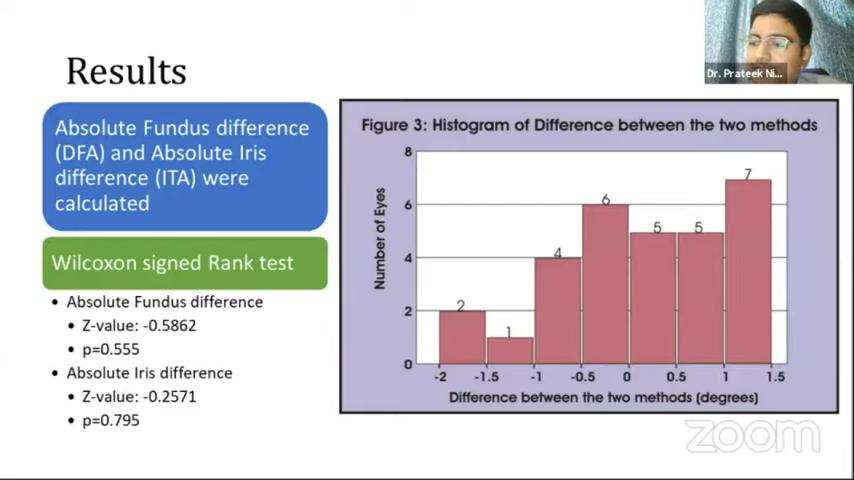 Dr. Prateek Ni...
Results
Absolute Fundus difference
(DFA) and Absolute Iris
difference (ITA) were
calculated
Wilcoxon signed Rank test
• Absolute Fundus difference
• Z-value: -0.5862
• p=0.555
• Absolute Iris difference
• Z-value: -0.2571
• p=0.795
Figure 3: Histogram of Difference between the two methods
Number of Eyes
8
6
4
2
0
2
1
4
6
5
5
7
-2 -1.5 -1 -0.5 0 0.5 1 1.5
Difference between the two methods (degrees)
zoom